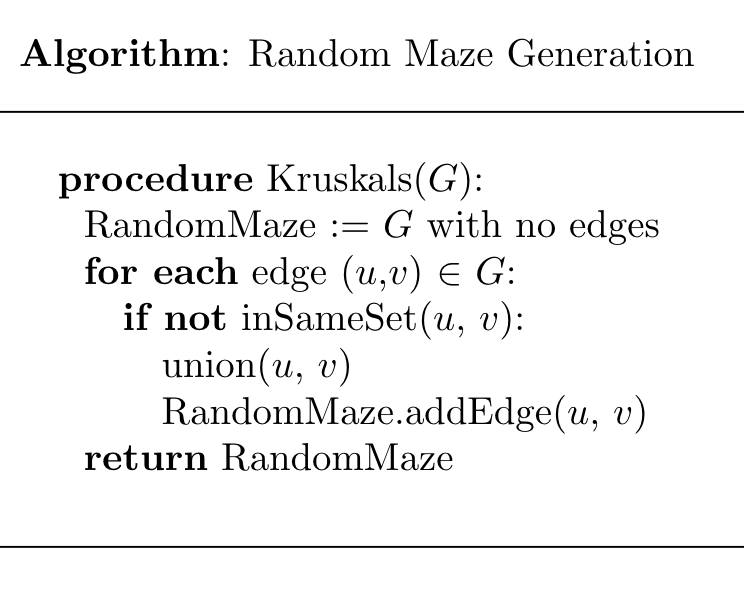 Algorithm: Random Maze Generation
procedure Kruskals(G):
RandomMaze := G with no edges
for each edge (u,v) ∈ G:
if not inSameSet(u, v):
union(u, v)
RandomMaze.addEdge(u, v)
return RandomMaze